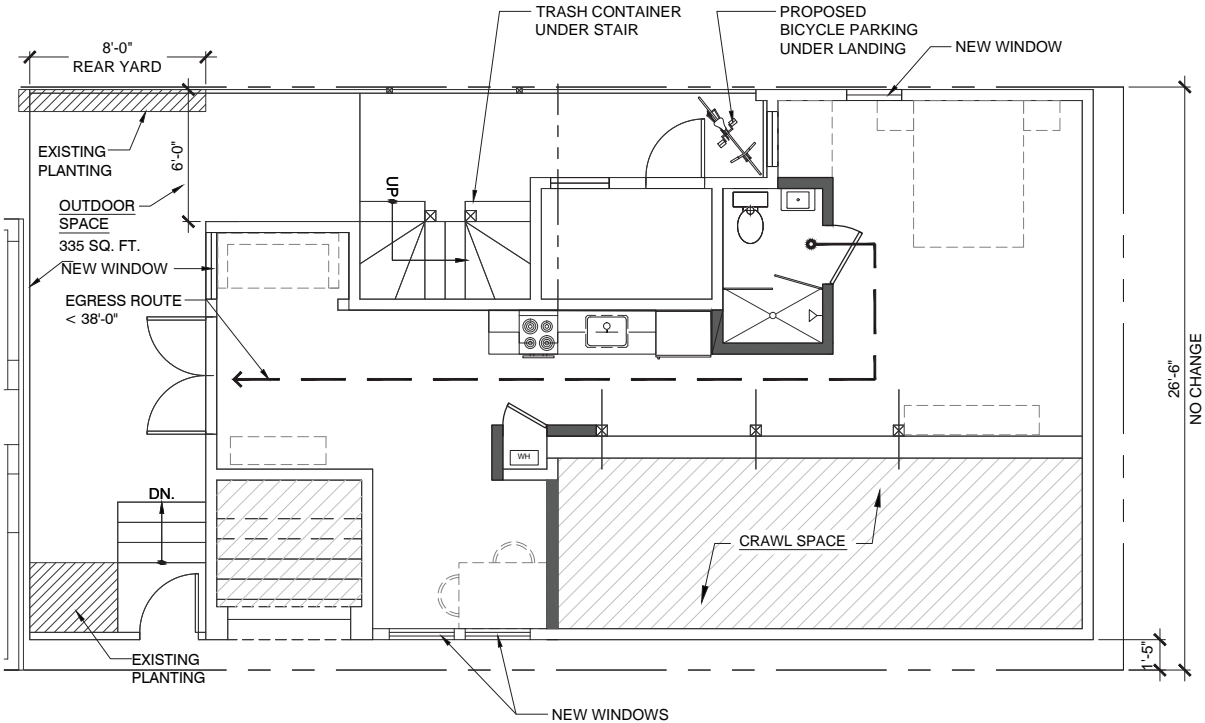 TRASH CONTAINER
UNDER STAIR
PROPOSED
BICYCLE PARKING
UNDER LANDING
NEW WINDOW
8'-0"
REAR YARD
EXISTING
PLANTING
6'-0"
OUTDOOR
SPACE
335 SQ. FT.
NEW WINDOW
EGRESS ROUTE
< 38'-0"
UP
26'-6"
NO CHANGE
WH
DN.
CRAWL SPACE
EXISTING
PLANTING
1'-5"
NEW WINDOWS